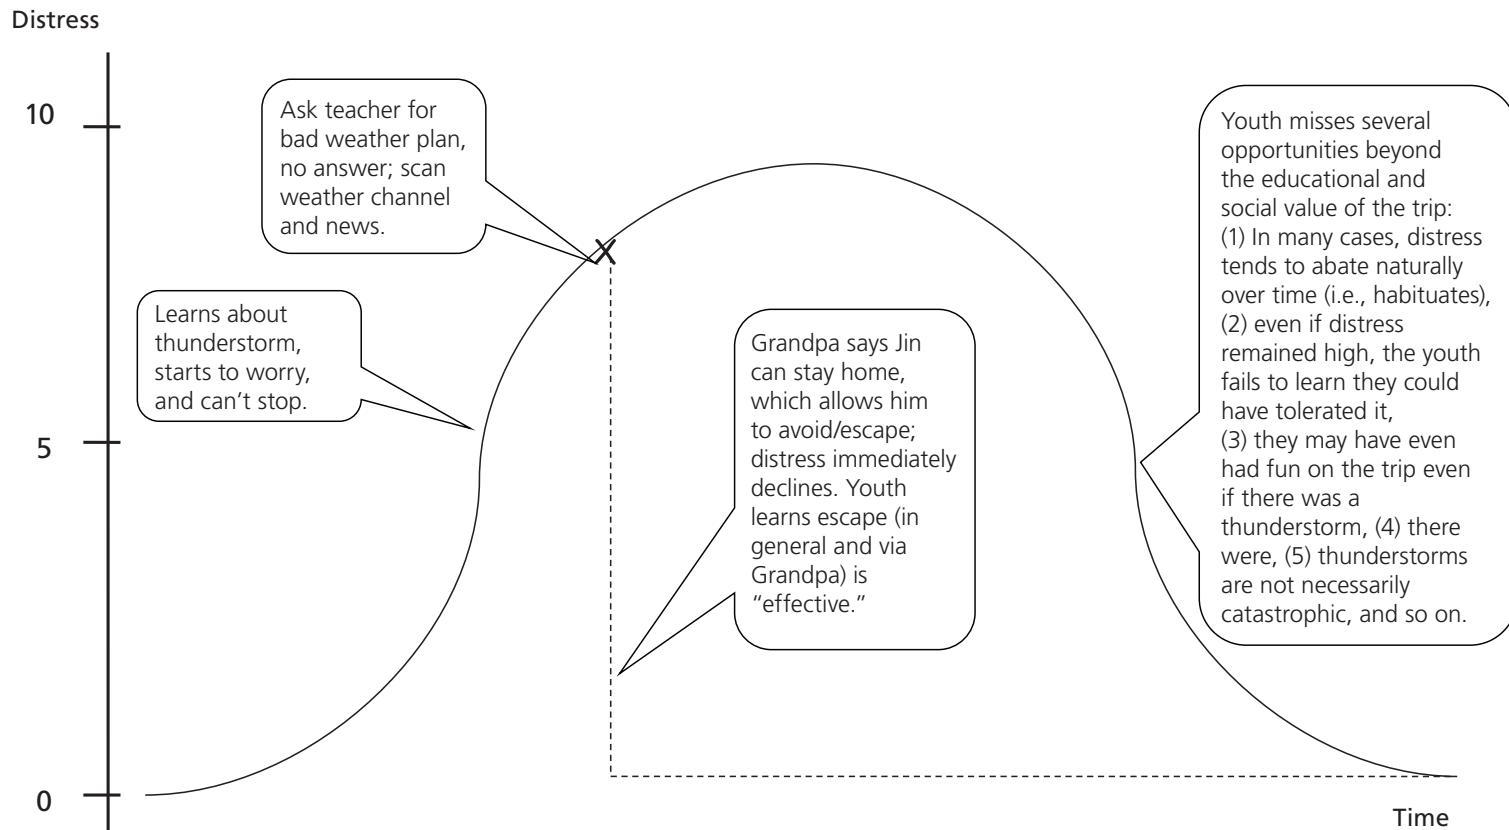 Distress
10
5
0
Ask teacher for
bad weather plan,
no answer; scan
weather channel
and news.
Learns about
thunderstorm,
starts to worry,
and can’t stop.
X
Grandpa says Jin
can stay home,
which allows him
to avoid/escape;
distress immediately
declines. Youth
learns escape (in
general and via
Grandpa) is
“effective.”
Youth misses several
opportunities beyond
the educational and
social value of the trip:
(1) In many cases, distress
tends to abate naturally
over time (i.e., habituates),
(2) even if distress
remained high, the youth
fails to learn they could
have tolerated it,
(3) they may have even
had fun on the trip even
if there was a
thunderstorm, (4) there
were, (5) thunderstorms
are not necessarily
catastrophic, and so on.
Time